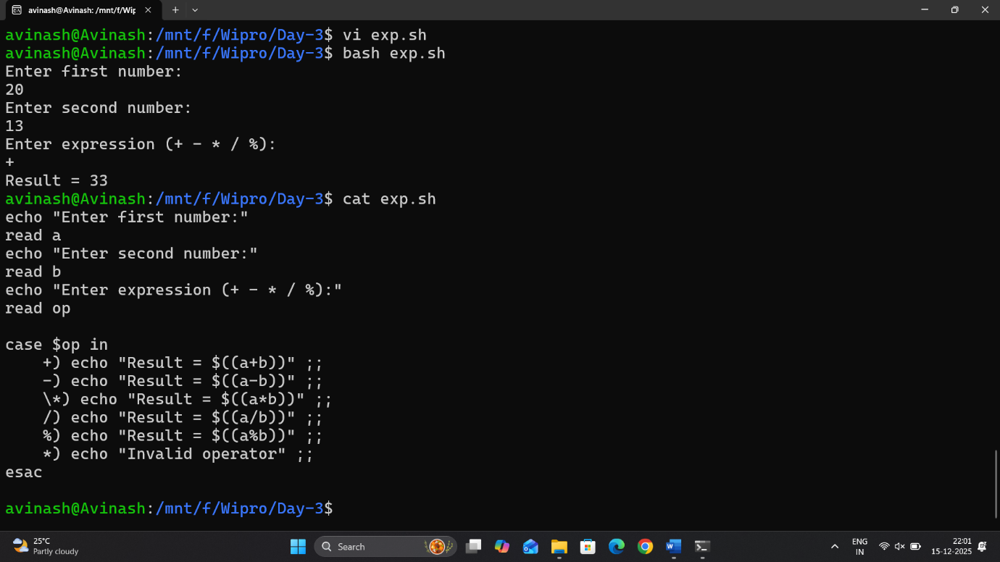 avinash@Avinash: /mnt/f/Wip
avinash@Avinash:/mnt/f/Wipro/Day-3$ vi exp.sh
avinash@Avinash:/mnt/f/Wipro/Day-3$ bash exp.sh
Enter first number:
20
Enter second number:
13
Enter expression (+ - * / %):
+
Result = 33
avinash@Avinash:/mnt/f/Wipro/Day-3$ cat exp.sh
echo "Enter first number:"
read a
echo "Enter second number:"
read b
echo "Enter expression (+ - * / %):"
read op
case $op in
    +) echo "Result = $((a+b))" ;;
    -) echo "Result = $((a-b))" ;;
    \*) echo "Result = $((a*b))" ;;
    /) echo "Result = $((a/b))" ;;
    %) echo "Result = $((a%b))" ;;
    *) echo "Invalid operator" ;;
esac
avinash@Avinash:/mnt/f/Wipro/Day-3$
25°C
Partly cloudy
Search
ENG
IN
22:01
15-12-2025